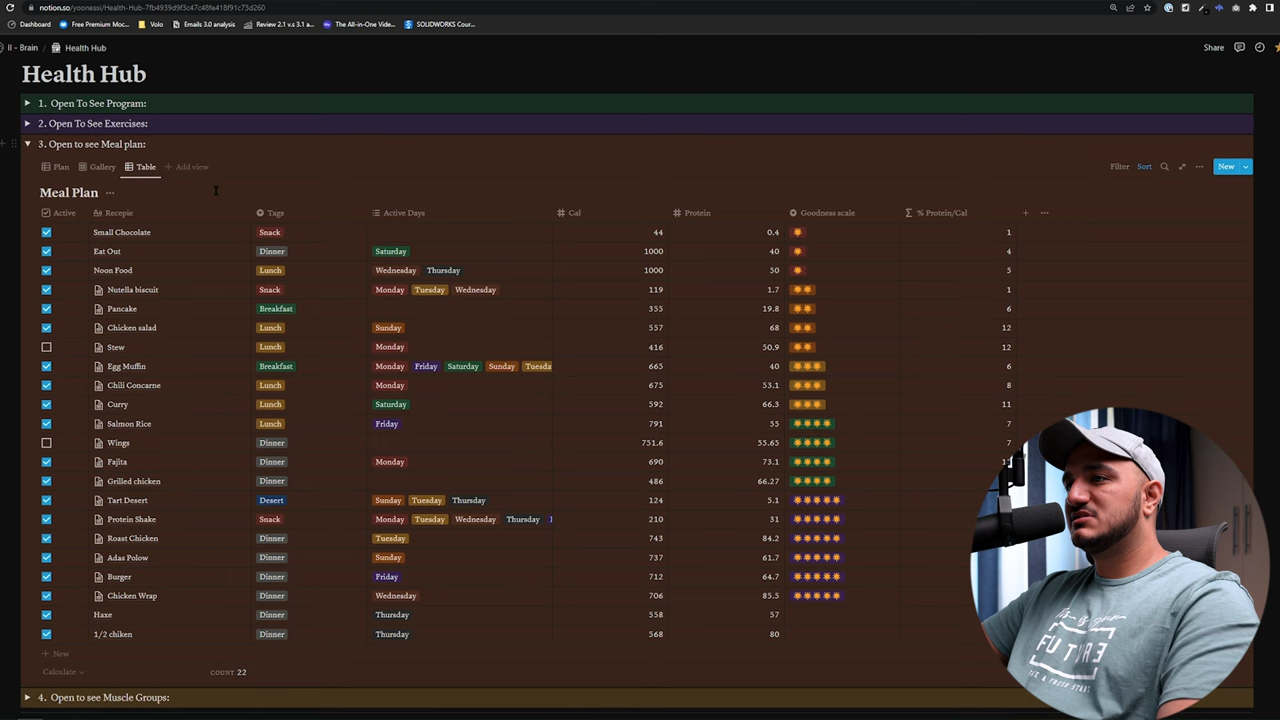 notion.so/yoonessi/Health-Hub-7fb4939d9f3c47c48fe418f91c73d260
Dashboard Free Premium Moc... Volo Emails 3.0 analysis Review 2.1 v.s 3.1 a... The All-in-One Vide... SOLIDWORKS Cour...
II - Brain / Health Hub Share
Health Hub
1. Open To See Program:
2. Open To See Exercises:
3. Open to see Meal plan:
Plan Gallery Table + Add view Filter Sort New
Meal Plan ...
Active Recepie Tags Active Days Cal Protein Goodness scale % Protein/Cal
Small Chocolate Snack 44 0.4 1
Eat Out Dinner Saturday 1000 40 4
Noon Food Lunch Wednesday Thursday 1000 50 5
Nutella biscuit Snack Monday Tuesday Wednesday 119 1.7 1
Pancake Breakfast 355 19.8 6
Chicken salad Lunch Sunday 557 68 12
Stew Lunch Monday 416 50.9 12
Egg Muffin Breakfast Monday Friday Saturday Sunday Tuesda 665 40 6
Chili Concarne Lunch Monday 675 53.1 8
Curry Lunch Saturday 592 66.3 11
Salmon Rice Lunch Friday 791 55 7
Wings Dinner 751.6 55.65 7
Fajita Dinner Monday 690 73.1
Grilled chicken Dinner 486 66.27
Tart Desert Desert Sunday Tuesday Thursday 124 5.1
Protein Shake Snack Monday Tuesday Wednesday Thursday 210 31
Roast Chicken Dinner Tuesday 743 84.2
Adas Polow Dinner Sunday 737 61.7
Burger Dinner Friday 712 64.7
Chicken Wrap Dinner Wednesday 706 85.5
Haxe Dinner Thursday 558 57
1/2 chiken Dinner Thursday 568 80
+ New
Calculate COUNT 22
4. Open to see Muscle Groups:
FUTURE